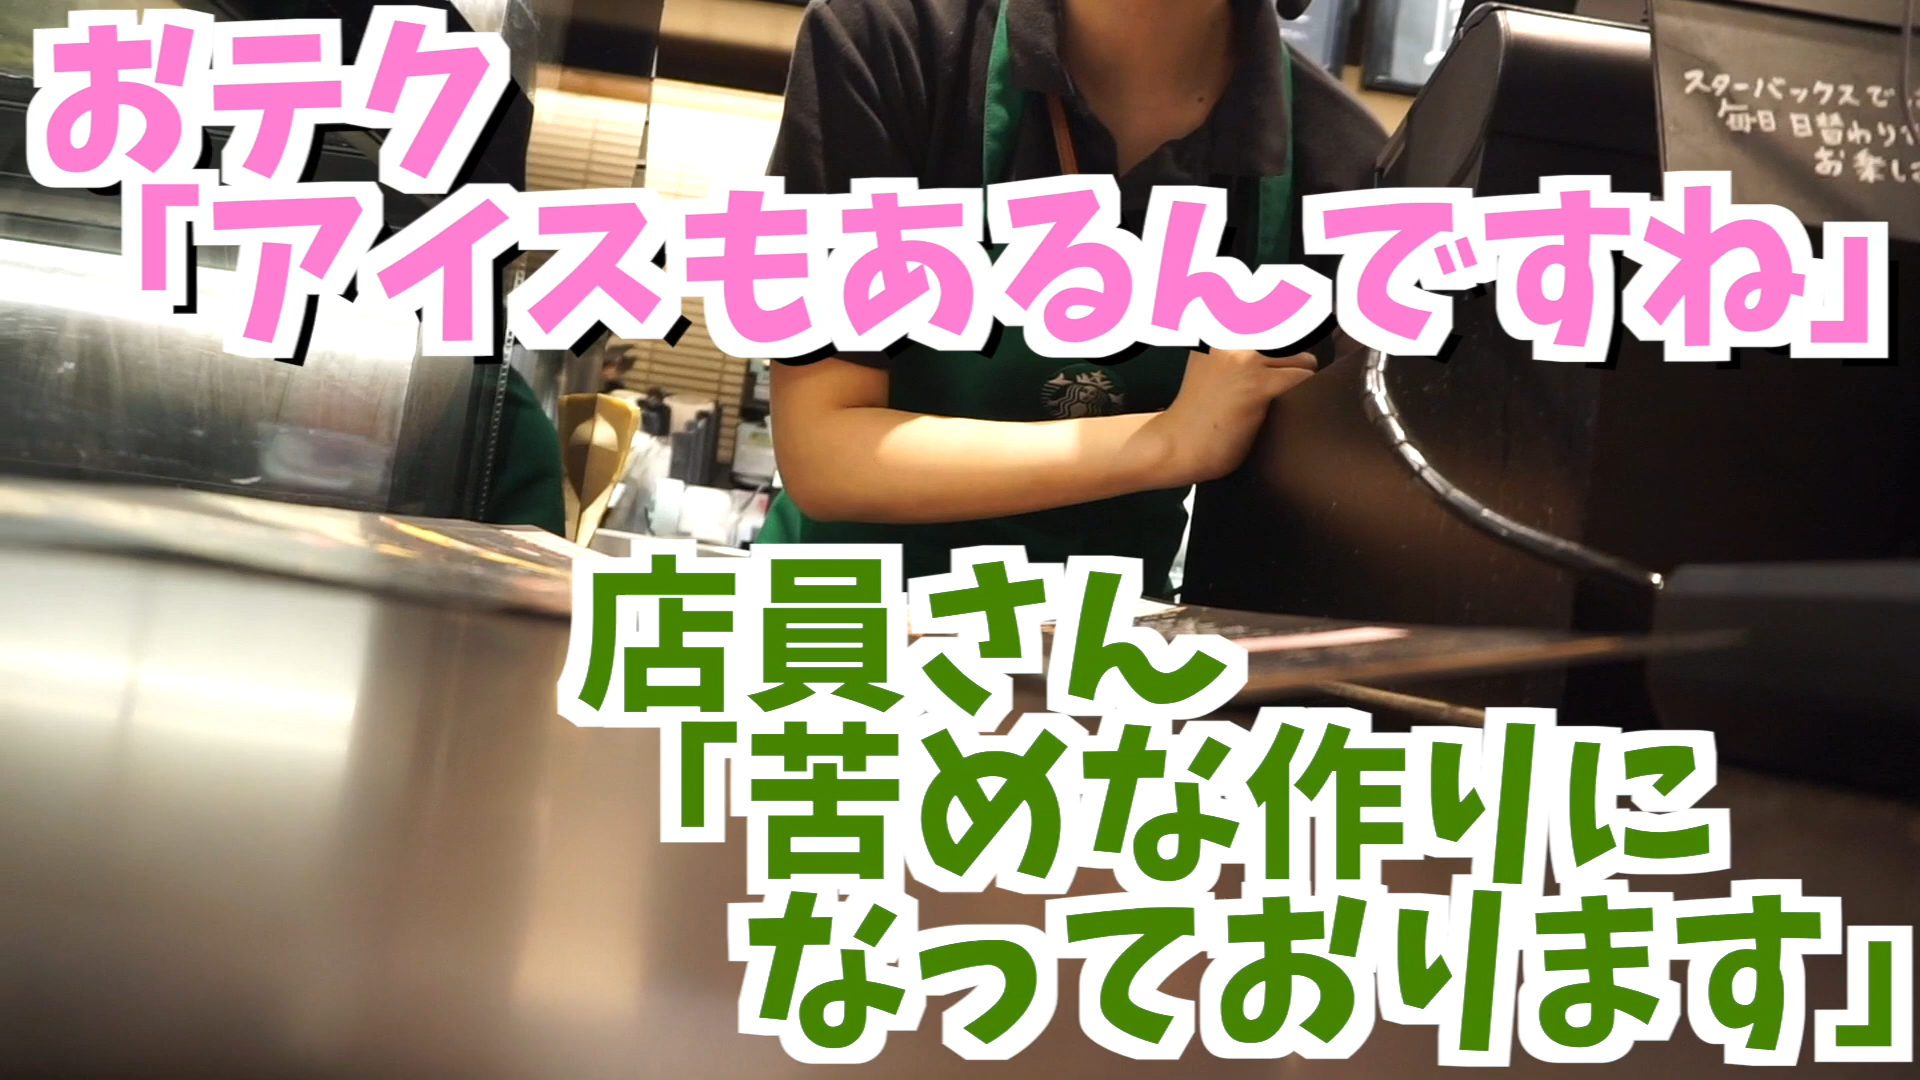 おテク
「アイスもあるんですね」
スターバックスで
毎日 日替わり
お楽し
店員さん
「苦めな作りに
なっております」